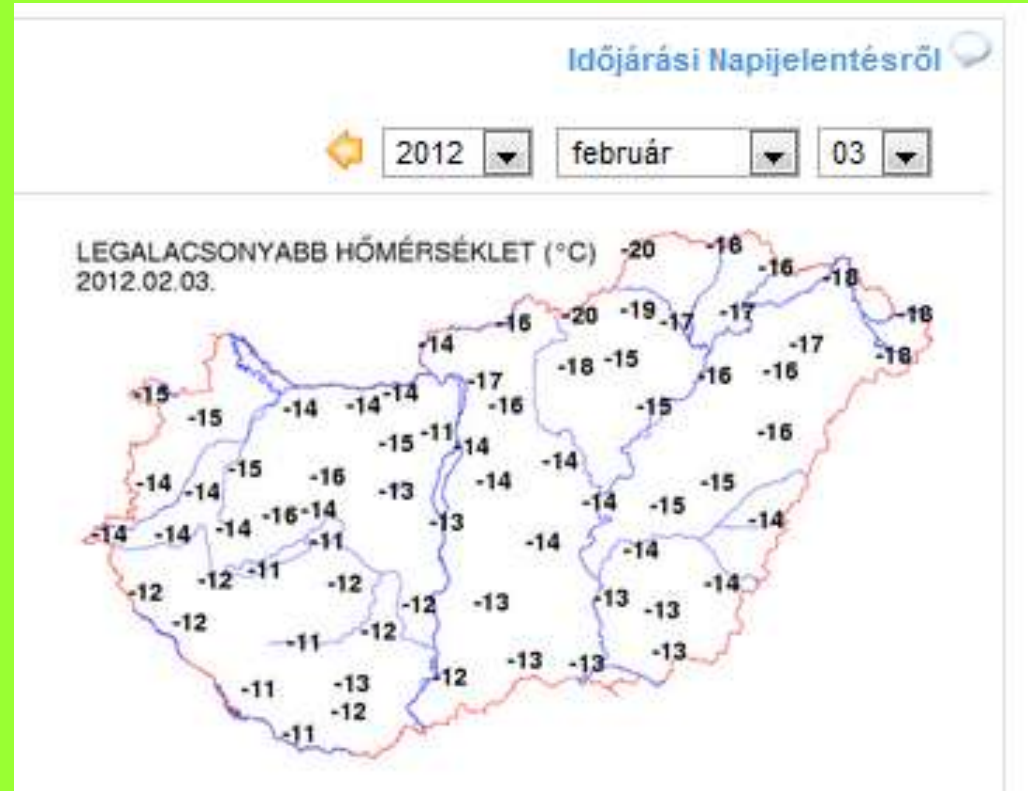 Időjárási Napijelentésről
2012 február 03
LEGALACSONYABB HŐMÉRSÉKLET (°C)
2012.02.03.
-20 -18
-16
-18
-20 -19 -17 -17 -18
-16
-14 -17
-18 -15 -18
-17 -16 -16
-15 -14 -14 -14 -16 -15
-15
-15 -11 -14 -16
-15 -16 -14
-14 -14 -13 -14 -15
-16 -14 -14 -15
-14 -14 -14 -13 -14
-11 -14 -14
-12 -11
-12 -12 -14
-12 -12 -13 -13 -13
-11 -12
-13 -13 -13
-11 -13 -12
-12
-11